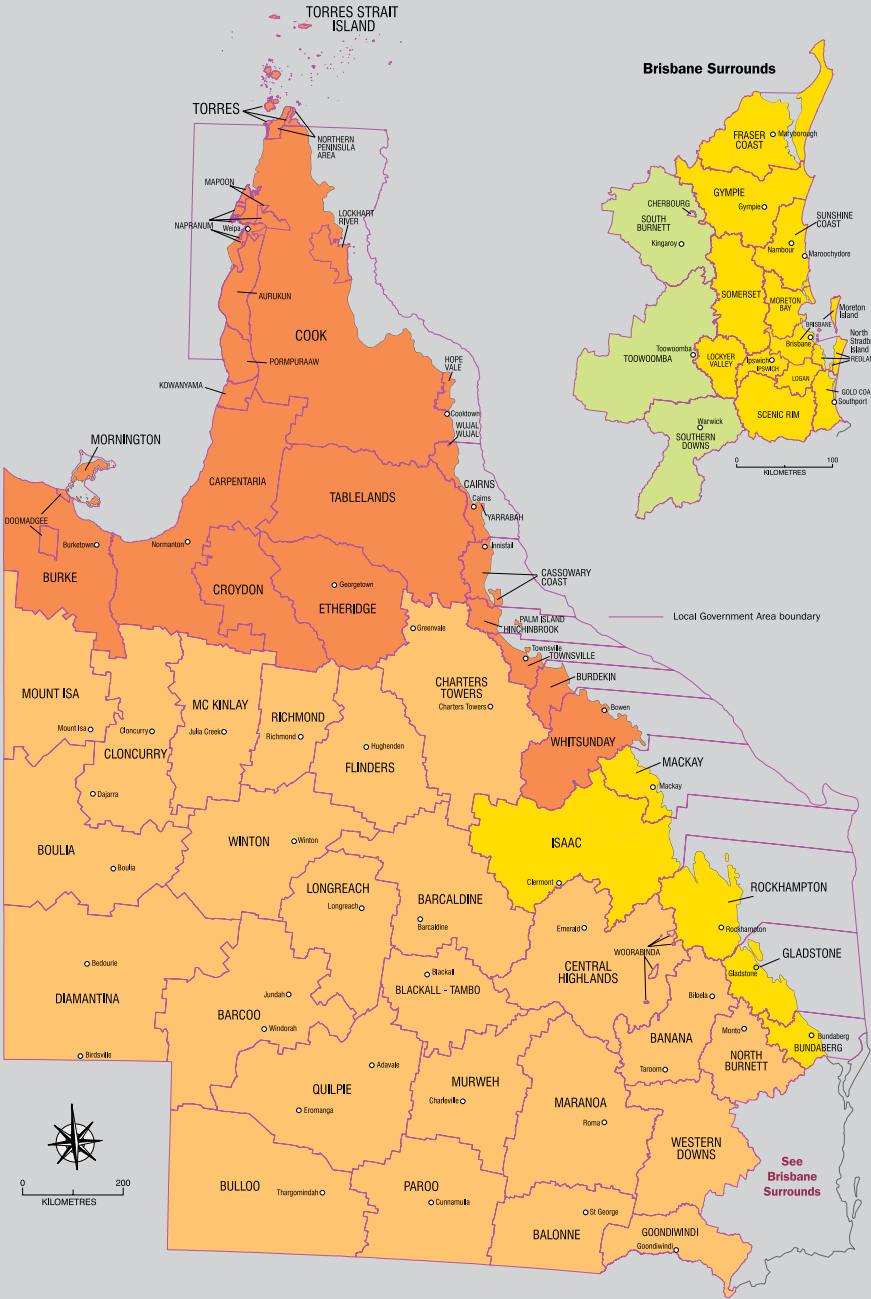 TORRES STRAIT
ISLAND
Brisbane Surrounds
TORRES
NORTHERN
PENINSULA
AREA
MAPOON
LOCKHART
RIVER
NAPRANUM
Weipa
AURUKUN
COOK
PORMPURAAW
HOPE
VALE
KOWANYAMA
Cooktown
WUJAL
WUJAL
MORNINGTON
CARPENTARIA
TABLELANDS
CAIRNS
Cairns
YARRABAH
DOOMADGEE
Burketown
Normanton
Innisfail
BURKE
CROYDON
Georgetown
ETHERIDGE
CASSOWARY
COAST
Local Government Area boundary
PALM ISLAND
HINCHINBROOK
Greenvale
Townsville
TOWNSVILLE
BURDEKIN
MOUNT ISA
MC KINLAY
RICHMOND
CHARTERS
TOWERS
Charters Towers
Bowen
Mount Isa
Cloncurry
Julia Creek
Richmond
WHITSUNDAY
CLONCURRY
Hughenden
FLINDERS
MACKAY
Mackay
Dajarra
BOULIA
Boulia
WINTON
Winton
ISAAC
Clermont
LONGREACH
Longreach
BARCALDINE
Barcaldine
ROCKHAMPTON
Rockhampton
Emerald
WOORABINDA
GLADSTONE
Gladstone
CENTRAL
HIGHLANDS
Bedourie
DIAMANTINA
Blackall
BLACKALL - TAMBO
Jundah
BARCOO
Windorah
Biloela
BANANA
Monto
Bundaberg
BUNDABERG
NORTH
BURNETT
Birdsville
Adavale
QUILPIE
Eromanga
MURWEH
Charleville
Taroom
MARANOA
Roma
WESTERN
DOWNS
See
Brisbane
Surrounds
0
200
KILOMETRES
BULLOO
Thargomindah
PAROO
Cunnamulla
St George
BALONNE
GOONDIWINDI
Goondiwindi
FRASER
COAST
Maryborough
GYMPIE
Gympie
CHERBOURG
SOUTH
BURNETT
Kingaroy
SUNSHINE
COAST
Nambour
Maroochydore
SOMERSET
MORETON
BAY
Moreton
Island
BRISBANE
Brisbane
North
Stradb
Island
REDLAN
Toowoomba
TOOWOOMBA
LOCKYER
VALLEY
Ipswich
IPSWICH
LOGAN
GOLD COA
Southport
SCENIC RIM
Warwick
SOUTHERN
DOWNS
0
100
KILOMETRES